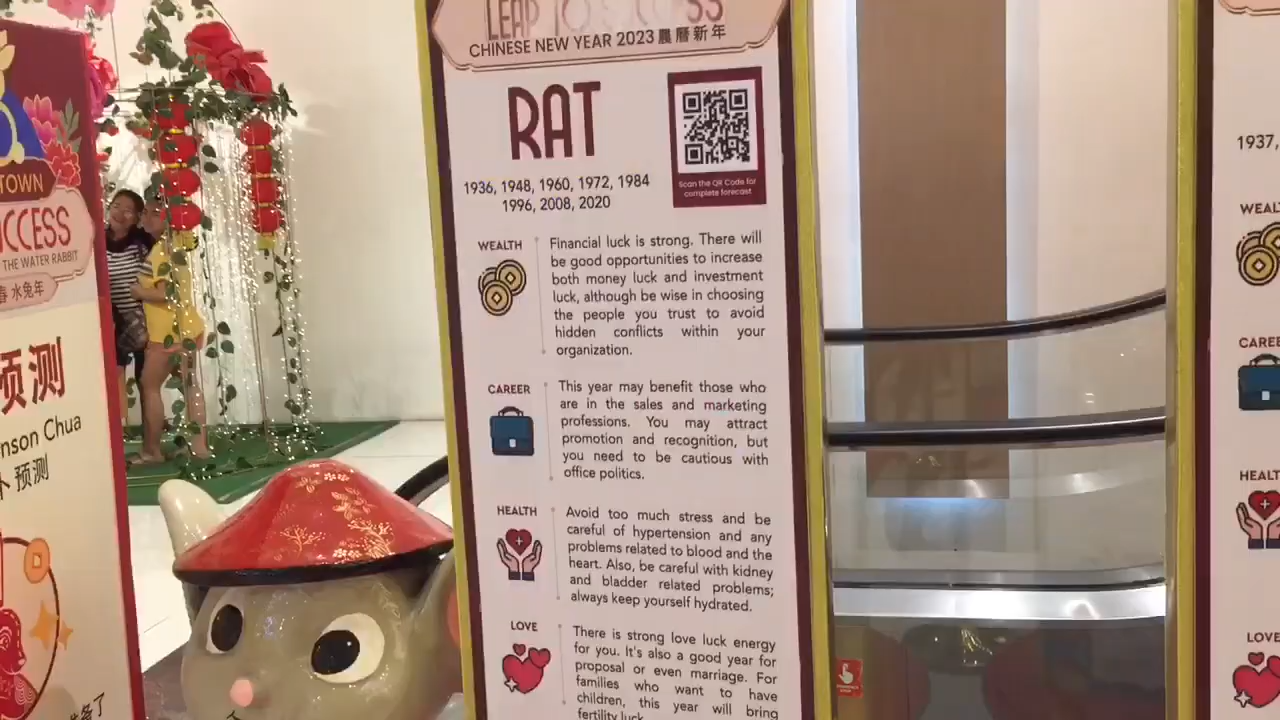 TOWN
CCESS
THE WATER RABBIT
春 水兔年
预测
nson Chua
卜 预测
LEAP TO SUCCESS
CHINESE NEW YEAR 2023 農曆新年
RAT
Scan the QR Code for
complete forecast
1936, 1948, 1960, 1972, 1984
1996, 2008, 2020
WEALTH
Financial luck is strong. There will
be good opportunities to increase
both money luck and investment
luck, although be wise in choosing
the people you trust to avoid
hidden conflicts within your
organization.
CAREER
This year may benefit those who
are in the sales and marketing
professions. You may attract
promotion and recognition, but
you need to be cautious with
office politics.
HEALTH
Avoid too much stress and be
careful of hypertension and any
problems related to blood and the
heart. Also, be careful with kidney
and bladder related problems;
always keep yourself hydrated.
LOVE
There is strong love luck energy
for you. It's also a good year for
proposal or even marriage. For
families who want to have
children, this year will bring
fertility luck.
1937,
WEAL
CAREE
HEALT
LOVE